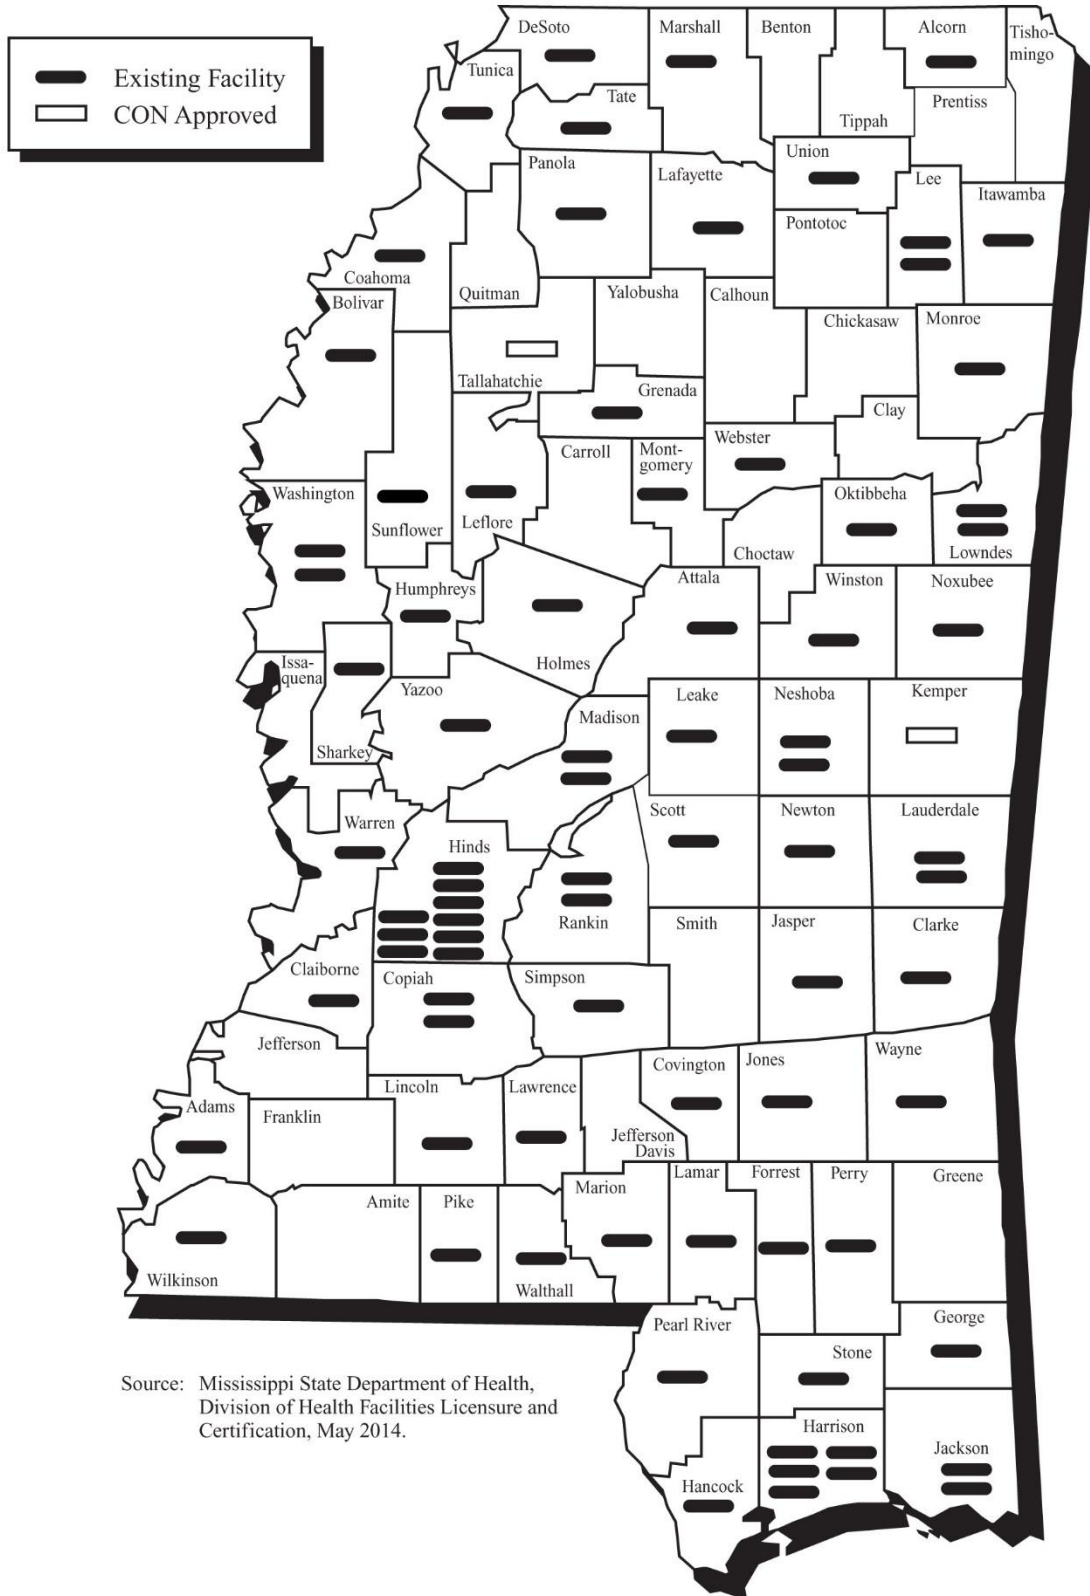 Existing Facility
CON Approved
DeSoto
Marshall
Benton
Alcorn
Tisho-
mingo
Tunica
Tate
Prentiss
Tippah
Panola
Lafayette
Union
Lee
Itawamba
Pontotoc
Coahoma
Quitman
Bolivar
Yalobusha
Calhoun
Chickasaw
Monroe
Tallahatchie
Grenada
Clay
Webster
Carroll
Mont-
gomery
Washington
Oktibbeha
Sunflower
Leflore
Choctaw
Lowndes
Humphreys
Attala
Winston
Noxubee
Holmes
Issa-
quena
Yazoo
Sharkey
Madison
Leake
Neshoba
Kemper
Warren
Hinds
Scott
Newton
Lauderdale
Rankin
Smith
Jasper
Clarke
Claiborne
Copiah
Simpson
Jefferson
Covington
Jones
Wayne
Lincoln
Lawrence
Adams
Franklin
Jefferson
Davis
Amite
Pike
Marion
Lamar
Forrest
Perry
Greene
Wilkinson
Walthall
Pearl River
George
Stone
Harrison
Jackson
Hancock
Source: Mississippi State Department of Health,
Division of Health Facilities Licensure and
Certification, May 2014.